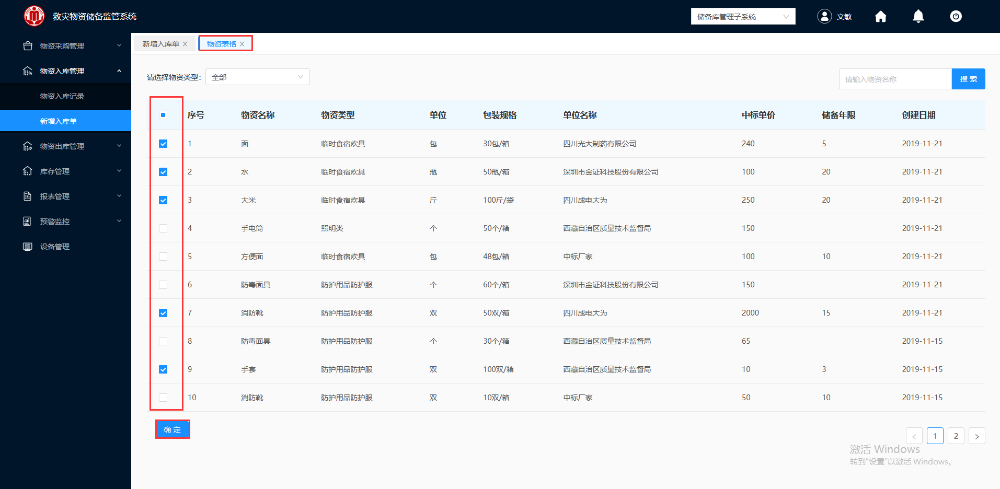 救灾物资储备监管系统
储备库管理子系统
文敏
物资采购管理
物资入库管理
物资入库记录
新增入库单
物资出库管理
库存管理
报表管理
预警监控
设备管理
新增入库单 X
物资表格 X
请选择物资类型: 全部
请输入物资名称 搜 索
序号 物资名称 物资类型 单位 包装规格 单位名称 中标单价 储备年限 创建日期
1 面 临时食宿炊具 包 30包/箱 四川光大制药有限公司 240 5 2019-11-21
2 水 临时食宿炊具 瓶 50瓶/箱 深圳市金证科技股份有限公司 100 20 2019-11-21
3 大米 临时食宿炊具 斤 100斤/袋 四川成电大为 250 20 2019-11-21
4 手电筒 照明类 个 50个/箱 西藏自治区质量技术监督局 150 2019-11-21
5 方便面 临时食宿炊具 包 48包/箱 中标厂家 100 10 2019-11-21
6 防毒面具 防护用品防护服 个 60个/箱 深圳市金证科技股份有限公司 150 2019-11-21
7 消防靴 防护用品防护服 双 50双/箱 四川成电大为 2000 15 2019-11-21
8 防毒面具 防护用品防护服 个 30个/箱 西藏自治区质量技术监督局 65 2019-11-15
9 手套 防护用品防护服 双 100双/箱 西藏自治区质量技术监督局 10 3 2019-11-15
10 消防靴 防护用品防护服 双 10双/箱 中标厂家 50 10 2019-11-15
确 定
< 1 2 >
激活 Windows
转到“设置”以激活 Windows。